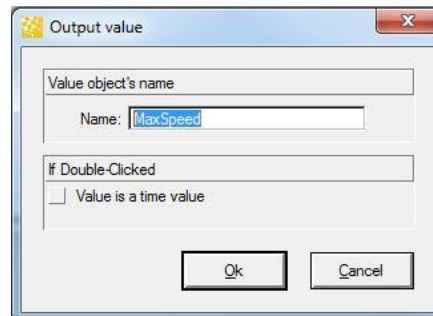 Output value
Value object's name
Name: MaxSpeed
If Double-Clicked
Value is a time value
Ok Cancel